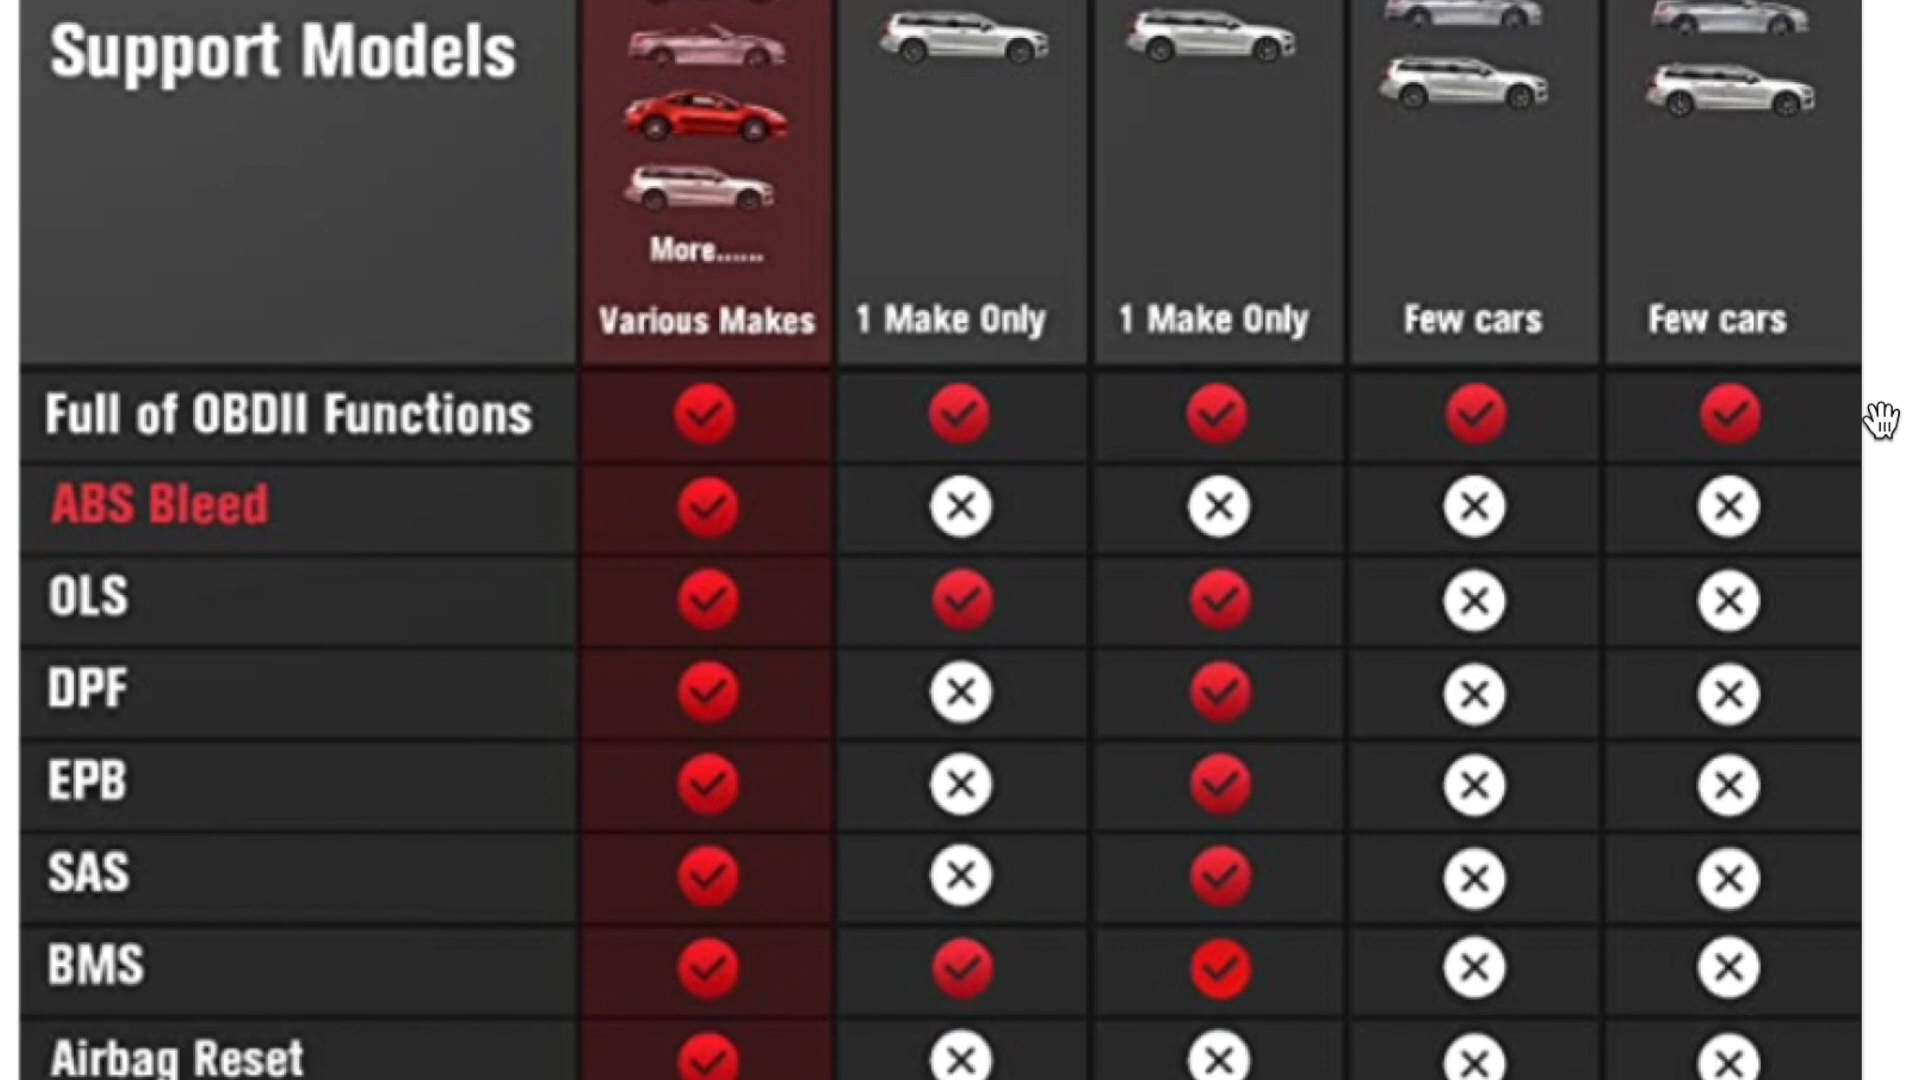 Support Models
More......
Various Makes
1 Make Only
1 Make Only
Few cars
Few cars
Full of OBDII Functions
ABS Bleed
OLS
DPF
EPB
SAS
BMS
Airbag Reset